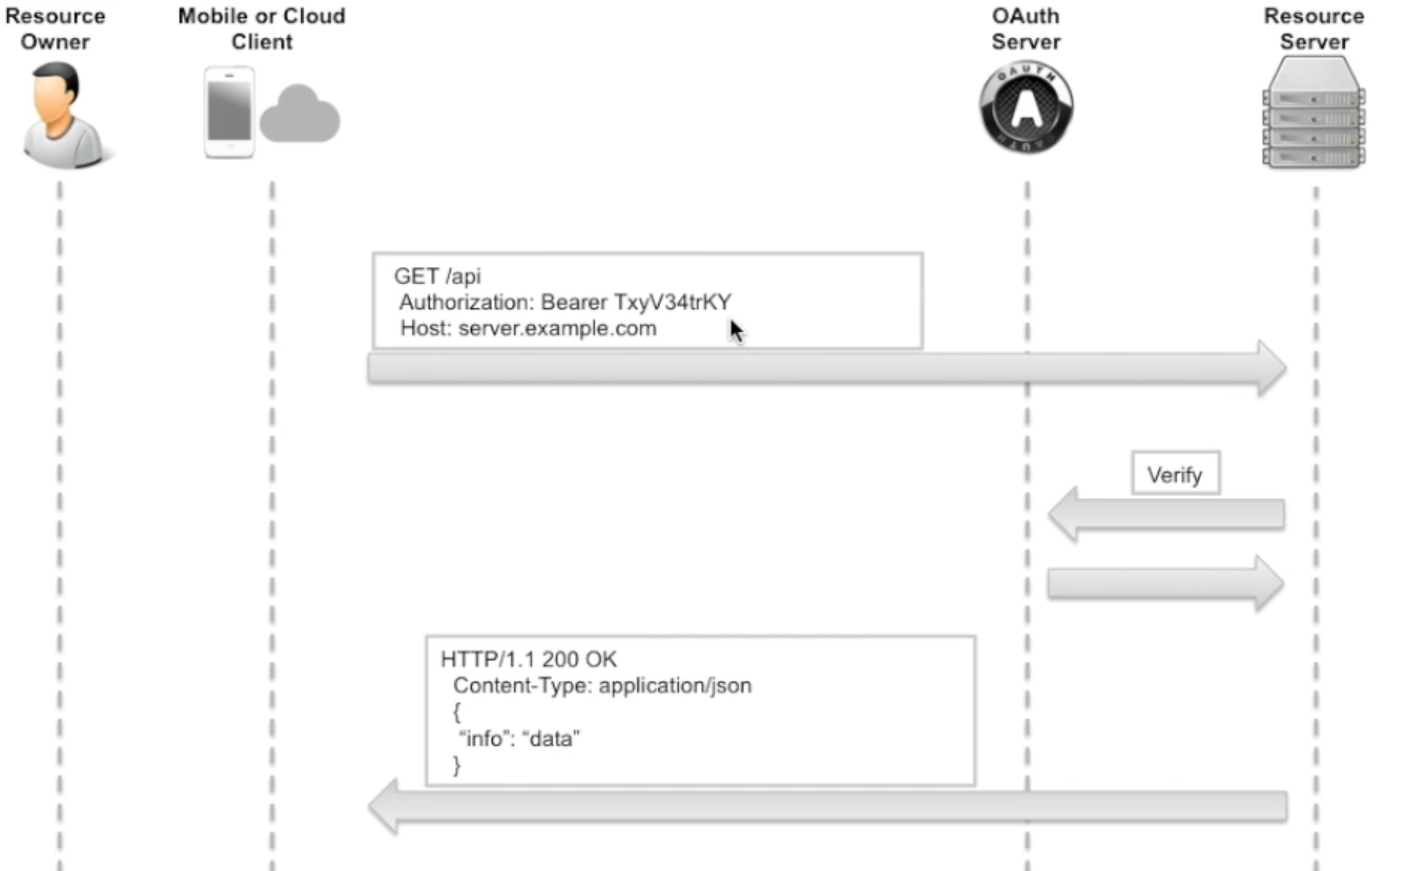 Resource
Owner
Mobile or Cloud
Client
OAuth
Server
Resource
Server
OAUTH
A
GET /api
Authorization: Bearer TxyV34trKY
Host: server.example.com
Verify
HTTP/1.1 200 OK
Content-Type: application/json
{
“info”: “data”
}